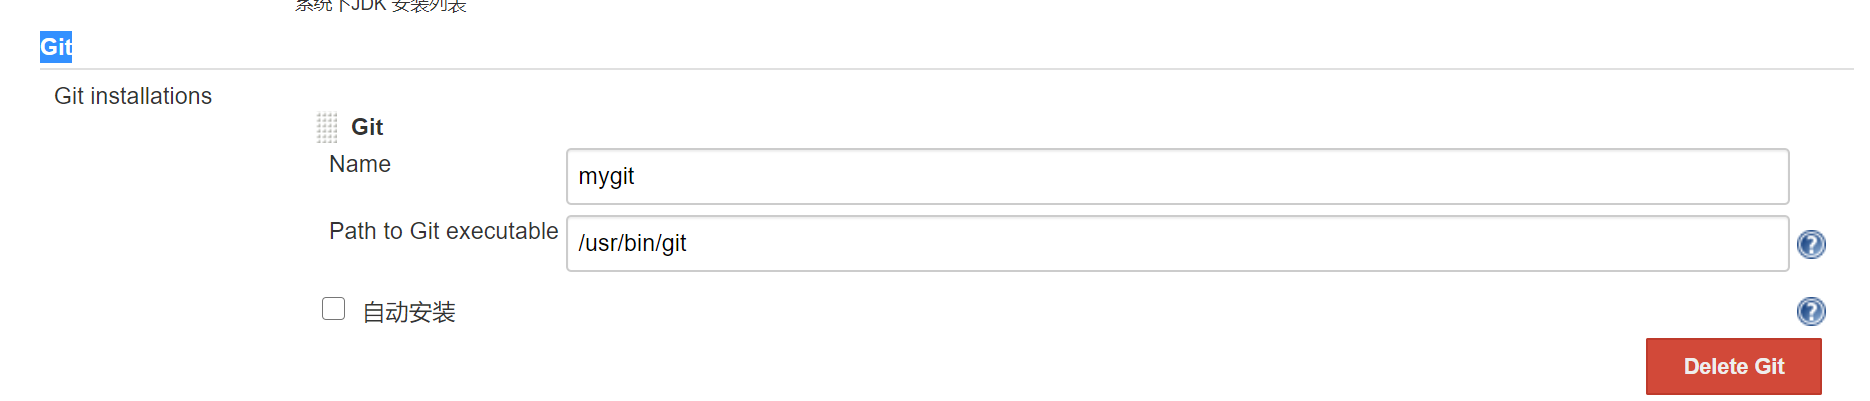 系统下JDK 安装列表
Git
Git installations
Git
Name
mygit
Path to Git executable
/usr/bin/git
自动安装
Delete Git